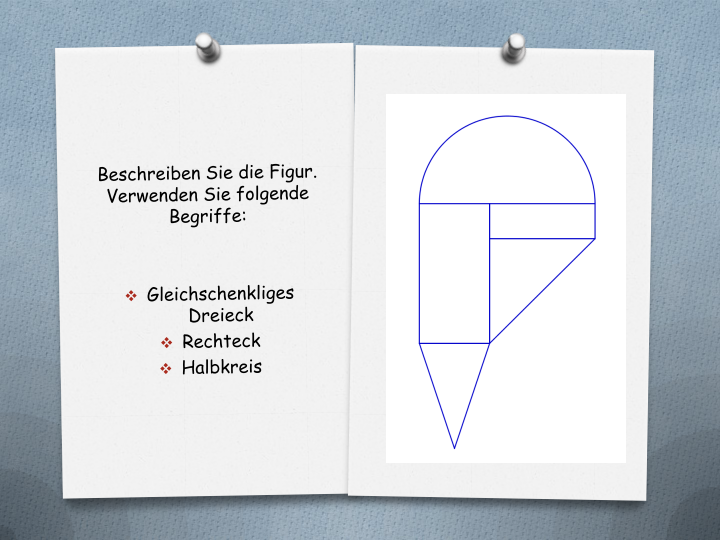 Beschreiben Sie die Figur.
Verwenden Sie folgende
Begriffe:
❖ Gleichschenkliges
Dreieck
❖ Rechteck
❖ Halbkreis